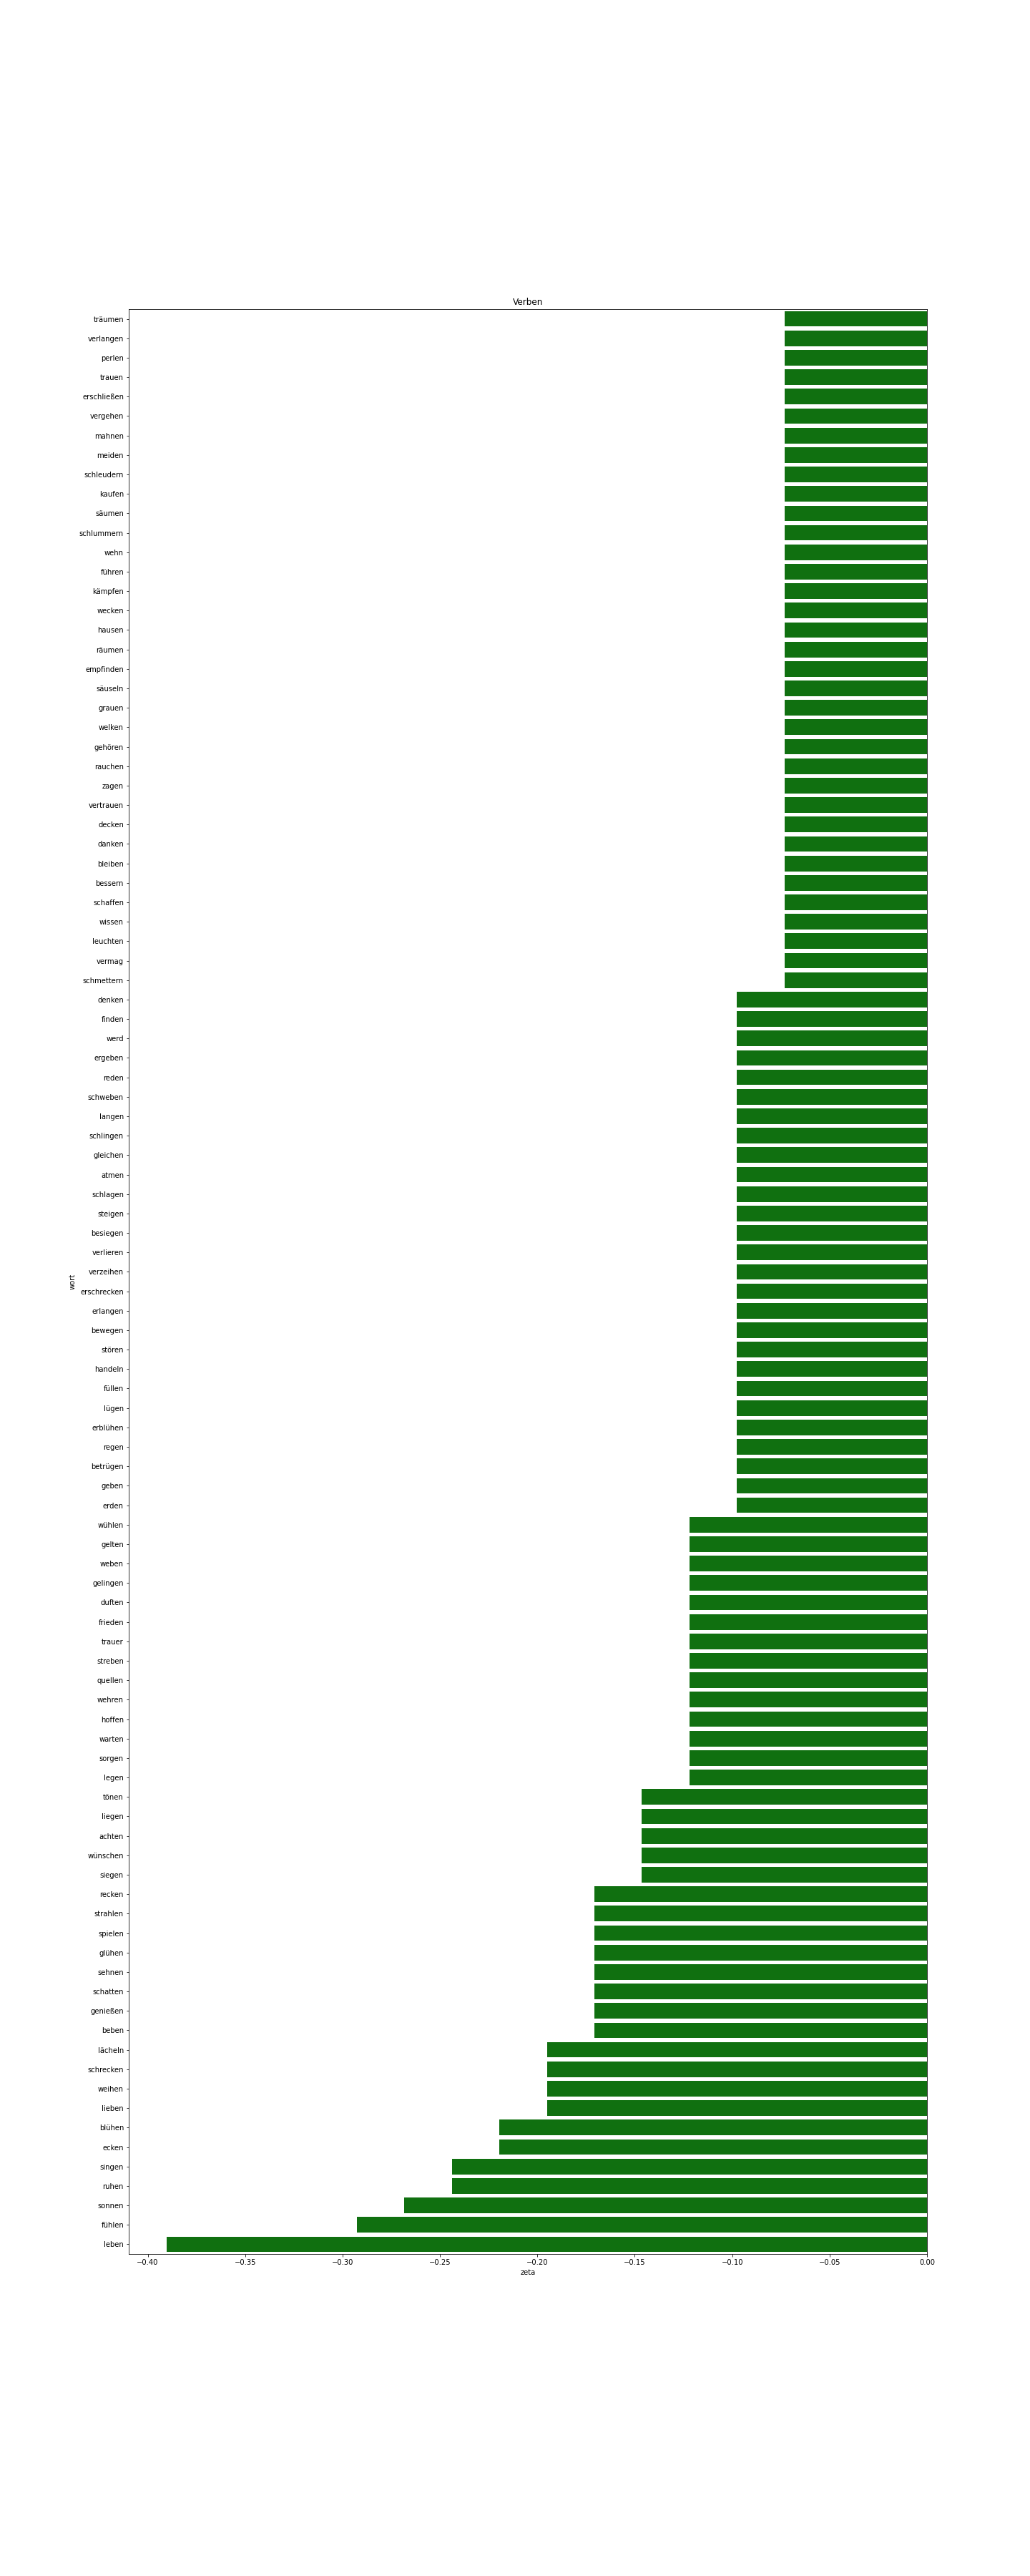 Verben
träumen
verlangen
perlen
trauen
erschließen
vergehen
mahnen
meiden
schleudern
kaufen
säumen
schlummern
wehn
führen
kämpfen
wecken
hausen
räumen
empfinden
säuseln
grauen
welken
gehören
rauchen
zagen
vertrauen
decken
danken
bleiben
bessern
schaffen
wissen
leuchten
vermag
schmettern
denken
finden
werd
ergeben
reden
schweben
langen
schlingen
gleichen
atmen
schlagen
steigen
besiegen
verlieren
verzeihen
wort
erschrecken
erlangen
bewegen
stören
handeln
füllen
lügen
erblühen
regen
betrügen
geben
erden
wühlen
gelten
weben
gelingen
duften
frieden
trauer
streben
quellen
wehren
hoffen
warten
sorgen
legen
tönen
liegen
achten
wünschen
siegen
recken
strahlen
spielen
glühen
sehnen
schatten
genießen
beben
lächeln
schrecken
weihen
lieben
blühen
ecken
singen
ruhen
sonnen
fühlen
leben
−0.40 −0.35 −0.30 −0.25 −0.20 −0.15 −0.10 −0.05 0.00
zeta